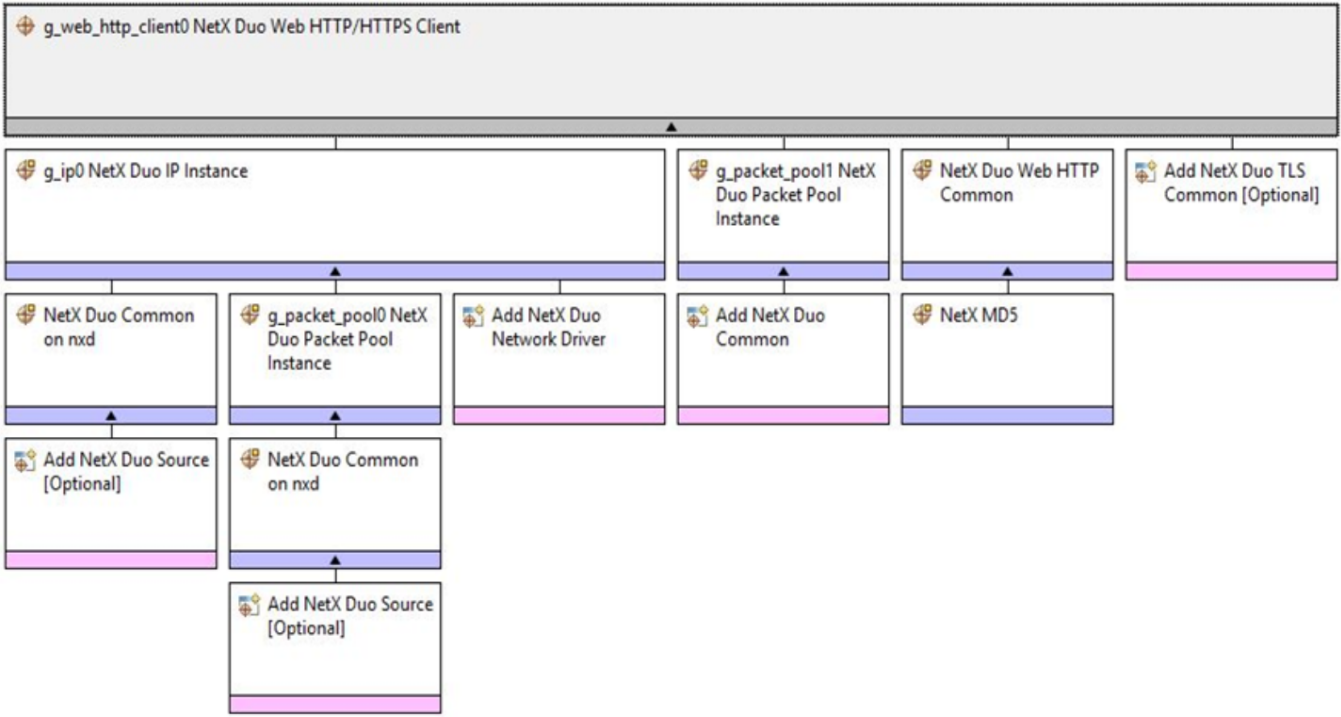 g_web_http_client0 NetX Duo Web HTTP/HTTPS Client
g_ip0 NetX Duo IP Instance
g_packet_pool1 NetX
Duo Packet Pool
Instance
NetX Duo Web HTTP
Common
Add NetX Duo TLS
Common [Optional]
NetX Duo Common
on nxd
g_packet_pool0 NetX
Duo Packet Pool
Instance
Add NetX Duo
Network Driver
Add NetX Duo
Common
NetX MD5
Add NetX Duo Source
[Optional]
NetX Duo Common
on nxd
Add NetX Duo Source
[Optional]